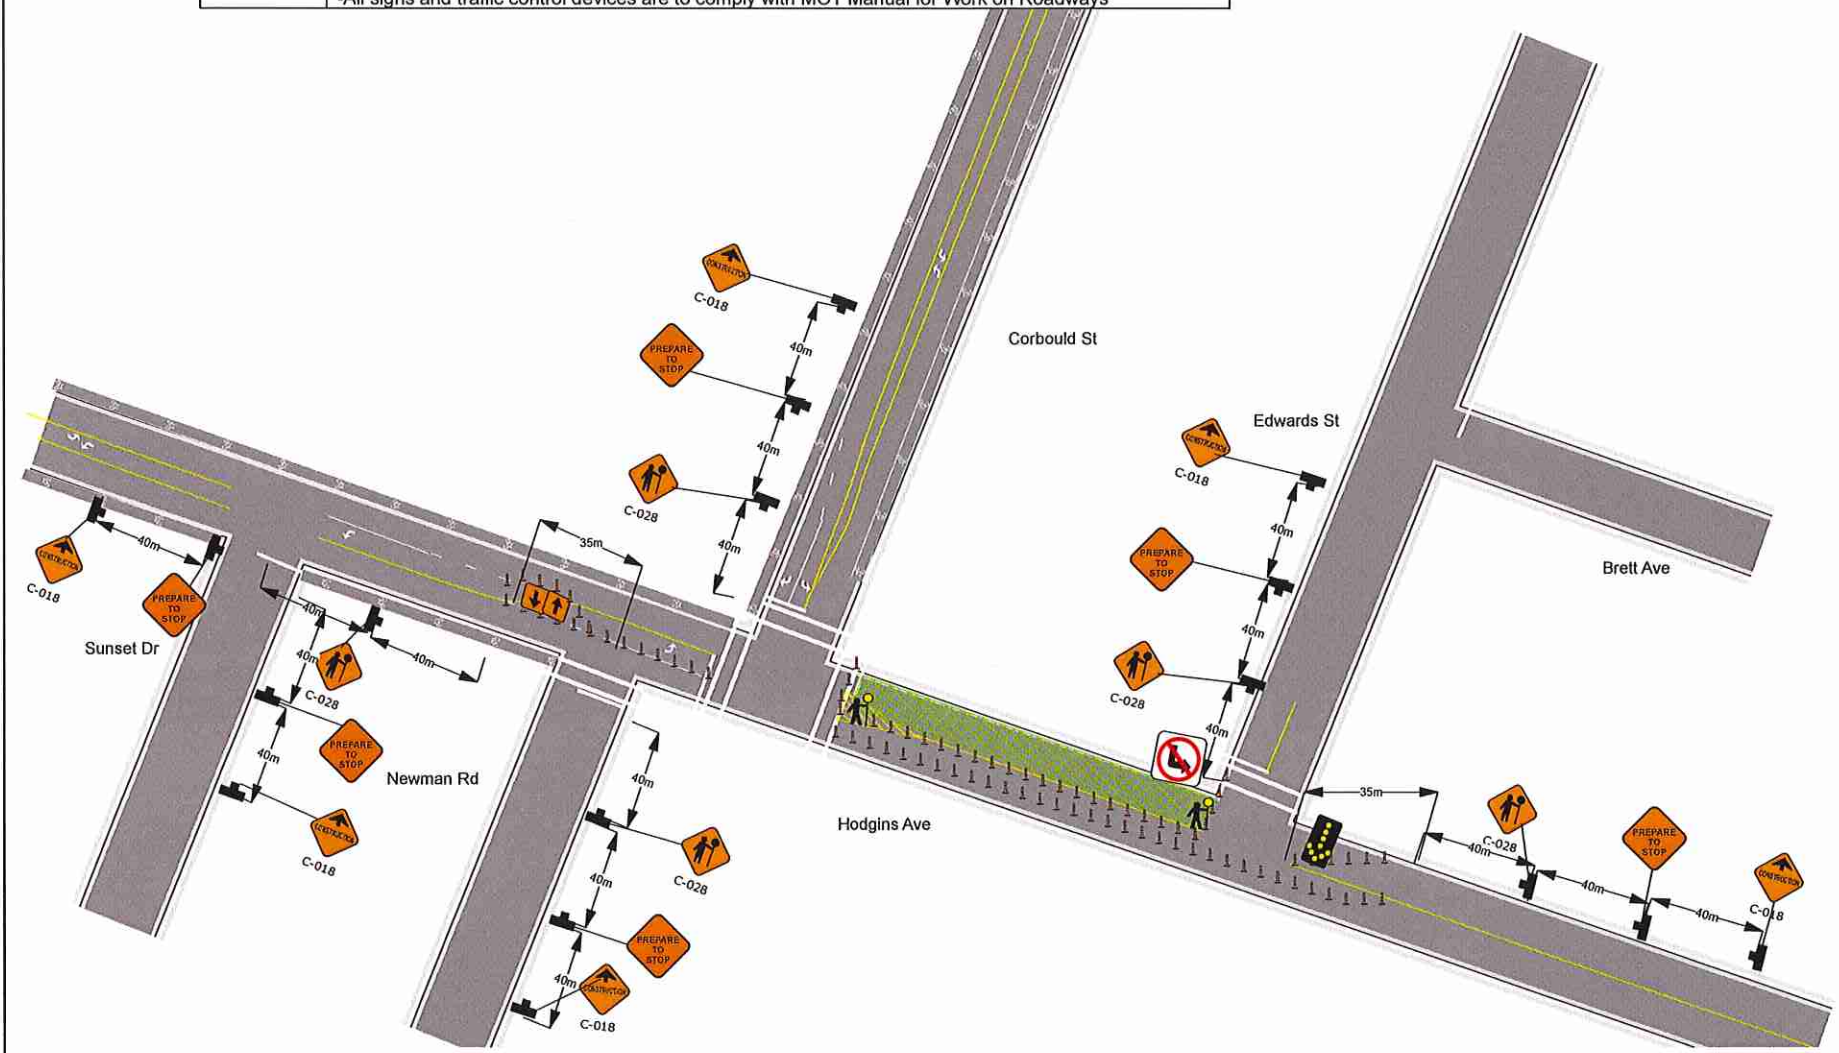 -All signs and traffic control devices are to comply with MOT Manual for Work on Roadways
CONSTRUCTION
C-018
40m
PREPARE
TO
STOP
40m
C-028
40m
Corbould St
Edwards St
CONSTRUCTION
C-018
40m
PREPARE
TO
STOP
40m
C-028
40m
Brett Ave
35m
40m
CONSTRUCTION
C-018
PREPARE
TO
STOP
Sunset Dr
40m
40m
C-028
40m
PREPARE
TO
STOP
40m
Newman Rd
CONSTRUCTION
C-018
40m
C-028
40m
PREPARE
TO
STOP
40m
CONSTRUCTION
C-018
Hodgins Ave
35m
40m
C-028
40m
PREPARE
TO
STOP
40m
CONSTRUCTION
C-018